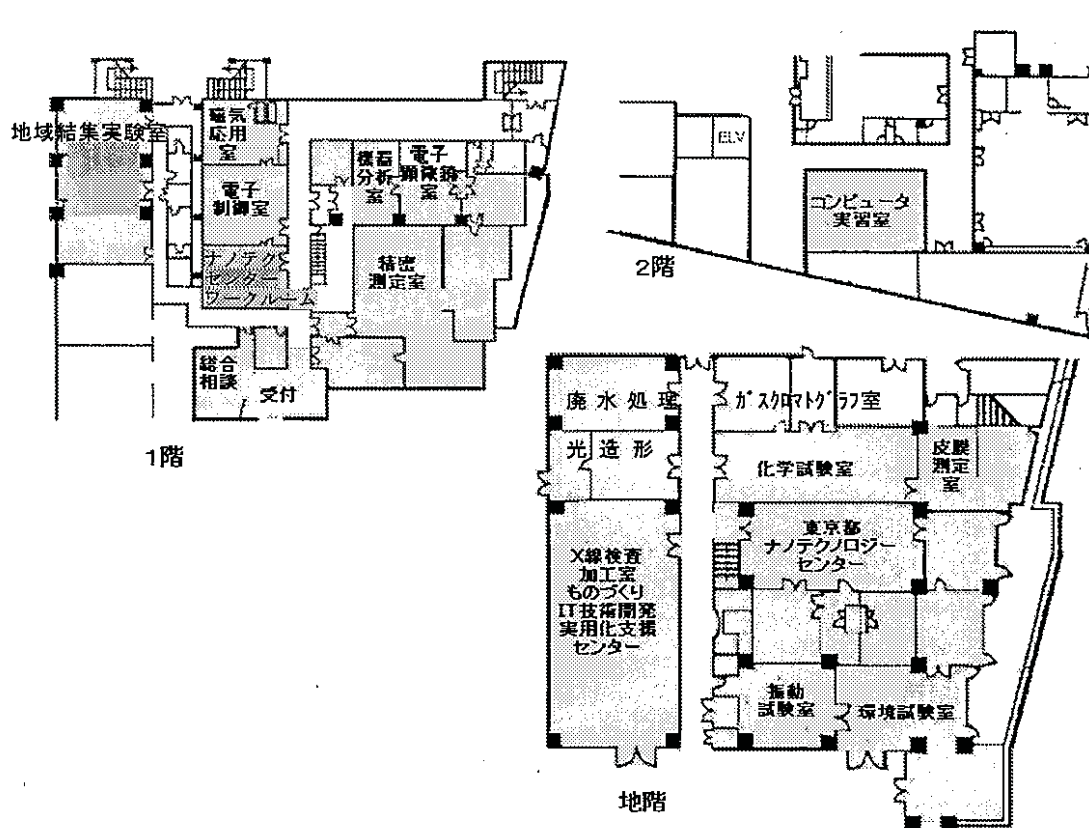 地域結集実験室
磁気
応用
室
電子
制御室
ナノテク
センター
ワークルーム
機器
分析
室
電子
顕微鏡
室
精密
測定室
総合
相談
受付
1階
ELV
コンピュータ
実習室
2階
廃水処理
光造形
X線検査
加工室
ものづくり
IT技術開発
実用化支援
センター
ガスクロマトグラフ室
化学試験室
皮膜
測定
室
東京都
ナノテクノロジー
センター
振動
試験室
環境試験室
地階